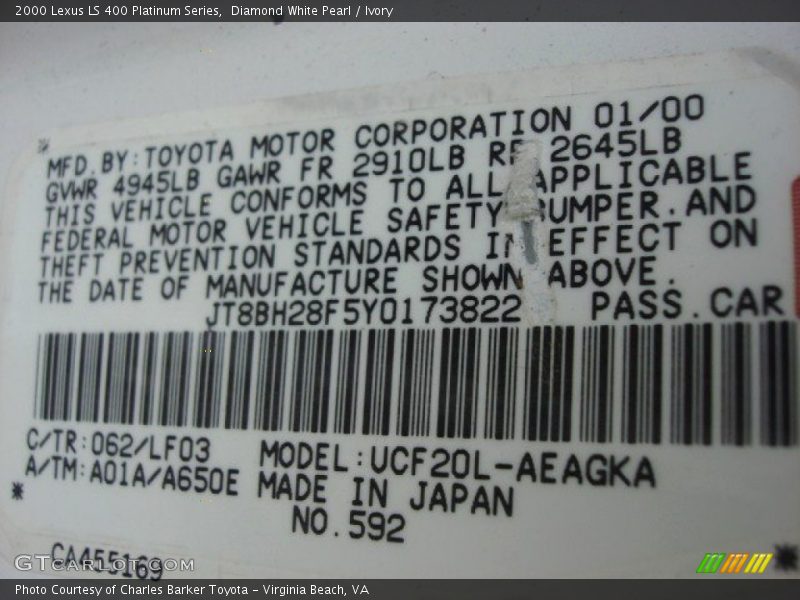 2000 Lexus LS 400 Platinum Series,  Diamond White Pearl / Ivory
MFD.BY:TOYOTA MOTOR CORPORATION 01/00
GVWR 4945LB GAWR FR 2910LB RR 2645LB
THIS VEHICLE CONFORMS TO ALL APPLICABLE
FEDERAL MOTOR VEHICLE SAFETY BUMPER.AND
THEFT PREVENTION STANDARDS IN EFFECT ON
THE DATE OF MANUFACTURE SHOWN ABOVE.
JT8BH28F5Y0173822 PASS.CAR
C/TR:062/LF03 MODEL:UCF20L-AEAGKA
A/TM:A01A/A650E MADE IN JAPAN
NO.592
CA455169
GTCarLot.com
Photo Courtesy of Charles Barker Toyota - Virginia Beach, VA